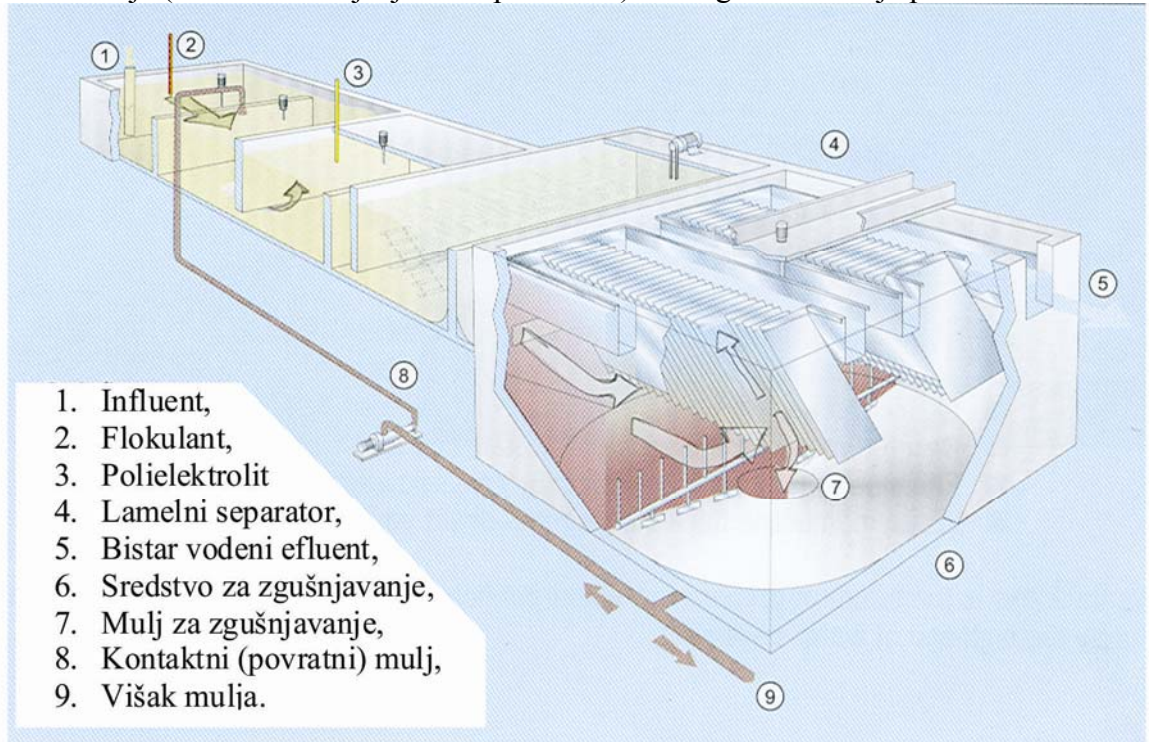 1
2
3
4
5
8
7
6
9
1. Influent,
2. Flokulant,
3. Polielektrolit
4. Lamelni separator,
5. Bistar vodeni efluent,
6. Sredstvo za zgušnjavanje,
7. Mulj za zgušnjavanje,
8. Kontaktni (povratni) mulj,
9. Višak mulja.